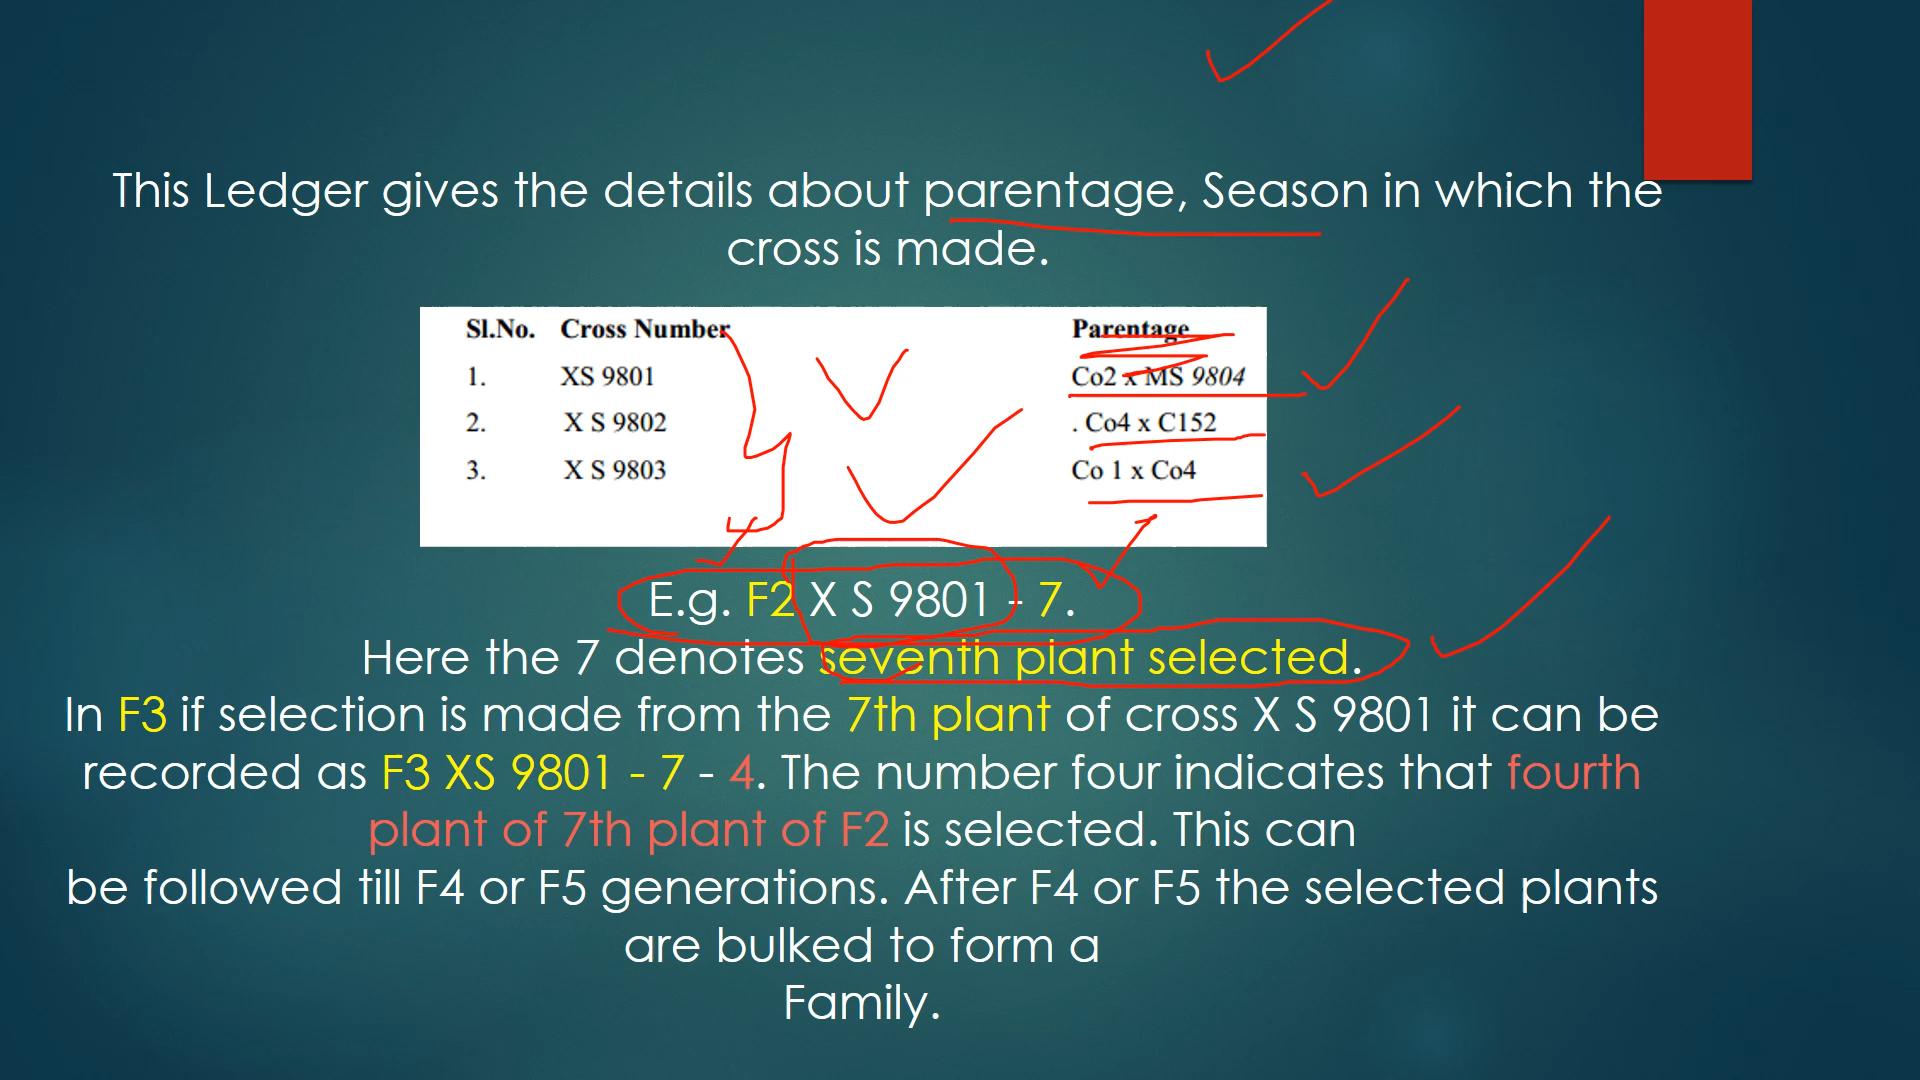 This Ledger gives the details about parentage, Season in which the
cross is made.
Sl.No. Cross Number Parentage
1. XS 9801 Co2 x MS 9804
2. X S 9802 . Co4 x C152
3. X S 9803 Co 1 x Co4
E.g. F2 X S 9801 - 7.
Here the 7 denotes seventh plant selected.
In F3 if selection is made from the 7th plant of cross X S 9801 it can be
recorded as F3 XS 9801 - 7 - 4. The number four indicates that fourth
plant of 7th plant of F2 is selected. This can
be followed till F4 or F5 generations. After F4 or F5 the selected plants
are bulked to form a
Family.